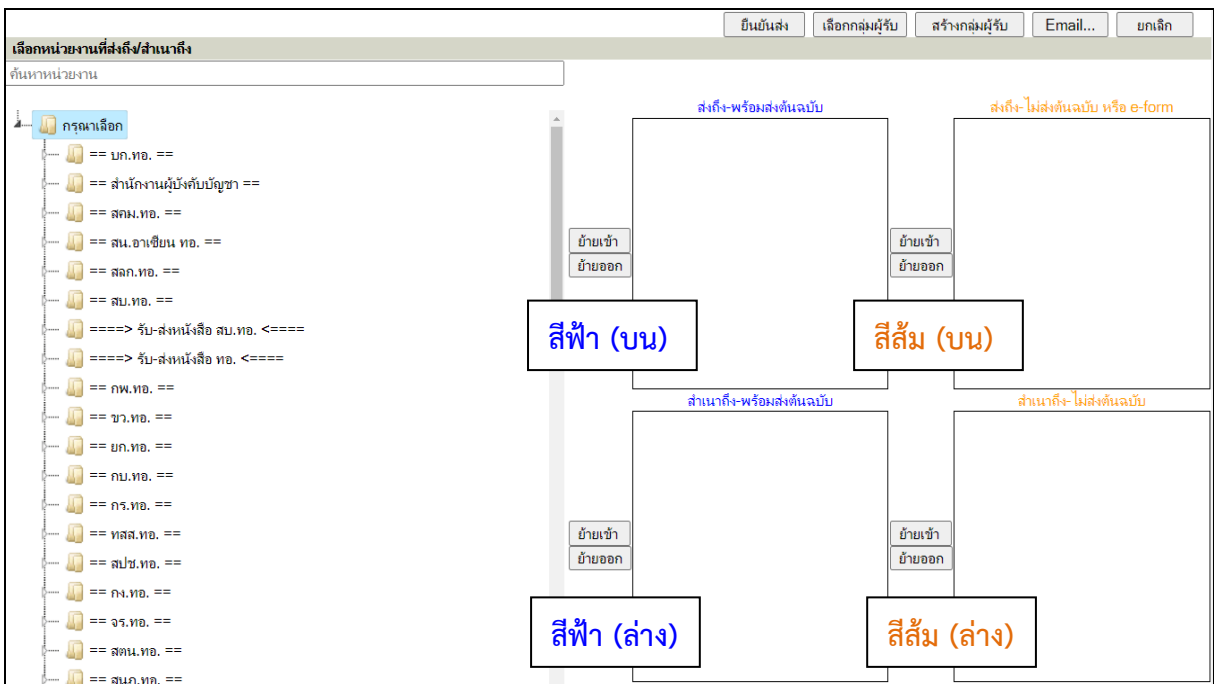 ยืนยันส่ง เลือกกลุ่มผู้รับ สร้างกลุ่มผู้รับ Email... ยกเลิก
เลือกหน่วยงานที่ส่งถึง/สำเนาถึง
ค้นหาหน่วยงาน
ส่งถึง-พร้อมส่งต้นฉบับ ส่งถึง-ไม่ส่งต้นฉบับ หรือ e-form
กรุณาเลือก
== บก.ทอ. ==
== สำนักงานผู้บังคับบัญชา ==
== สคม.ทอ. ==
== สน.อาเซียน ทอ. ==
ย้ายเข้า ย้ายเข้า
ย้ายออก ย้ายออก
== สลก.ทอ. ==
== สบ.ทอ. ==
====> รับ-ส่งหนังสือ สบ.ทอ. <====
สีฟ้า (บน) สีส้ม (บน)
====> รับ-ส่งหนังสือ ทอ. <====
== กพ.ทอ. ==
สำเนาถึง-พร้อมส่งต้นฉบับ สำเนาถึง-ไม่ส่งต้นฉบับ
== ขว.ทอ. ==
== ยก.ทอ. ==
== กบ.ทอ. ==
== กร.ทอ. ==
== ทสส.ทอ. ==
ย้ายเข้า ย้ายเข้า
ย้ายออก ย้ายออก
== สปช.ทอ. ==
== กง.ทอ. ==
== จร.ทอ. ==
สีฟ้า (ล่าง) สีส้ม (ล่าง)
== สตน.ทอ. ==
== สนภ.ทอ. ==